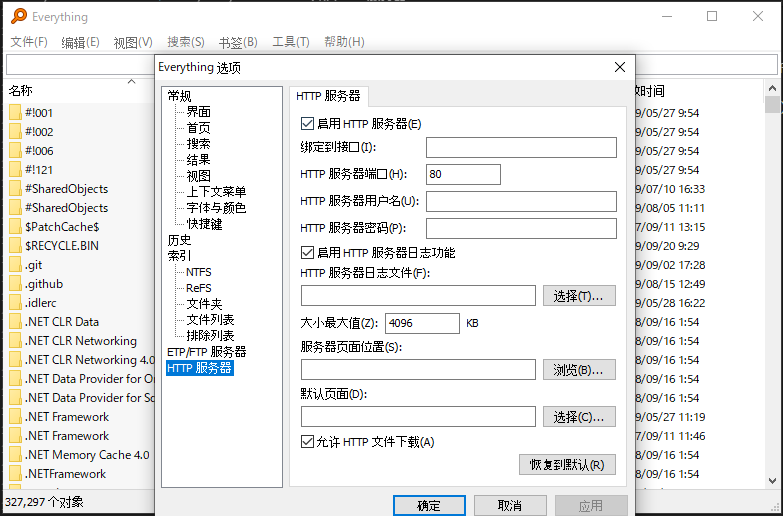 Everything
文件(F) 编辑(E) 视图(V) 搜索(S) 书签(B) 工具(T) 帮助(H)
名称
#!001
#!002
#!006
#!121
#SharedObjects
#SharedObjects
$PatchCache$
$RECYCLE.BIN
.git
.github
.idlerc
.NET CLR Data
.NET CLR Networking
.NET CLR Networking 4.0
.NET Data Provider for
.NET Data Provider for
.NET Framework
.NET Framework
.NET Memory Cache 4.0
.NETFramework
327,297 个对象
Everything 选项
常规
界面
首页
搜索
结果
视图
上下文菜单
字体与颜色
快捷键
历史
索引
NTFS
ReFS
文件夹
文件列表
排除列表
ETP/FTP 服务器
HTTP 服务器
HTTP 服务器
启用 HTTP 服务器(E)
绑定到接口(I):
HTTP 服务器端口(H): 80
HTTP 服务器用户名(U):
HTTP 服务器密码(P):
启用 HTTP 服务器日志功能
HTTP 服务器日志文件(F):
选择(T)...
大小最大值(Z): 4096 KB
服务器页面位置(S):
浏览(B)...
默认页面(D):
选择(C)...
允许 HTTP 文件下载(A)
恢复到默认(R)
确定 取消 应用
时间
9/05/27 9:54
9/05/27 9:54
9/05/27 9:54
9/05/27 9:54
9/07/10 16:33
9/08/05 11:11
7/09/11 13:15
9/09/20 9:29
9/09/02 17:28
9/08/15 12:49
9/05/28 16:22
8/09/16 1:54
8/09/16 1:54
8/09/16 1:54
8/09/16 1:54
8/09/16 1:54
9/05/27 11:19
7/09/11 11:46
8/09/16 1:54
8/09/16 1:54